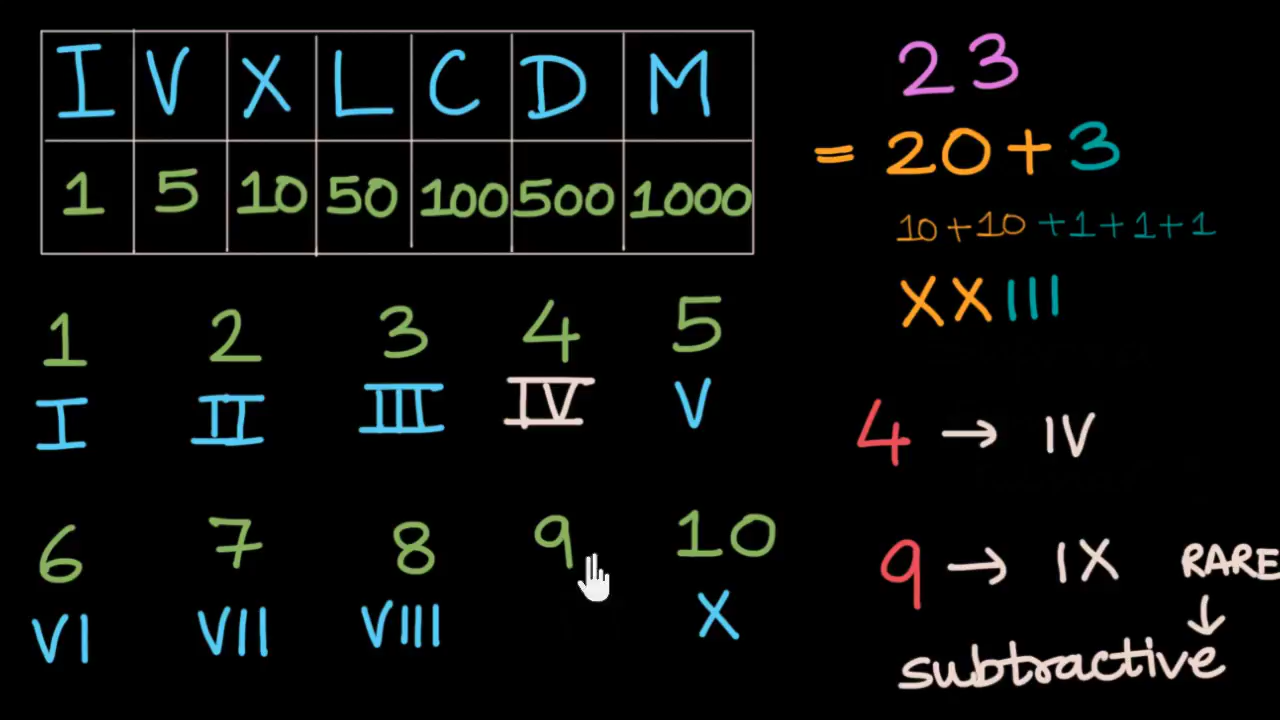 I V X L C D M
1 5 10 50 100 500 1000
1 2 3 4 5
I II III IV V
6 7 8 9 10
VI VII VIII X
23
= 20 + 3
10 + 10 + 1 + 1 + 1
XXIII
4 → IV
9 → IX RARE
↓
subtractive